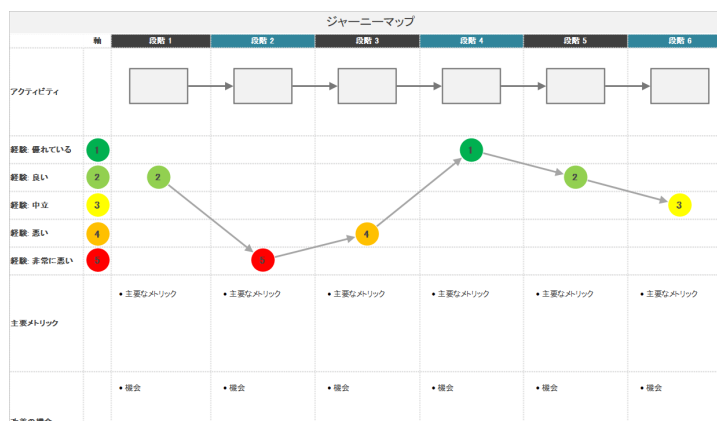 ジャーニーマップ
軸 段階 1 段階 2 段階 3 段階 4 段階 5 段階 6
アクティビティ
経験: 優れている 1 1
経験: 良い 2 2 2
経験: 中立 3 3
経験: 悪い 4 4
経験: 非常に悪い 5 5
• 主要なメトリック • 主要なメトリック • 主要なメトリック • 主要なメトリック • 主要なメトリック • 主要なメトリック
主要メトリック
• 機会 • 機会 • 機会 • 機会 • 機会 • 機会
改善の機会